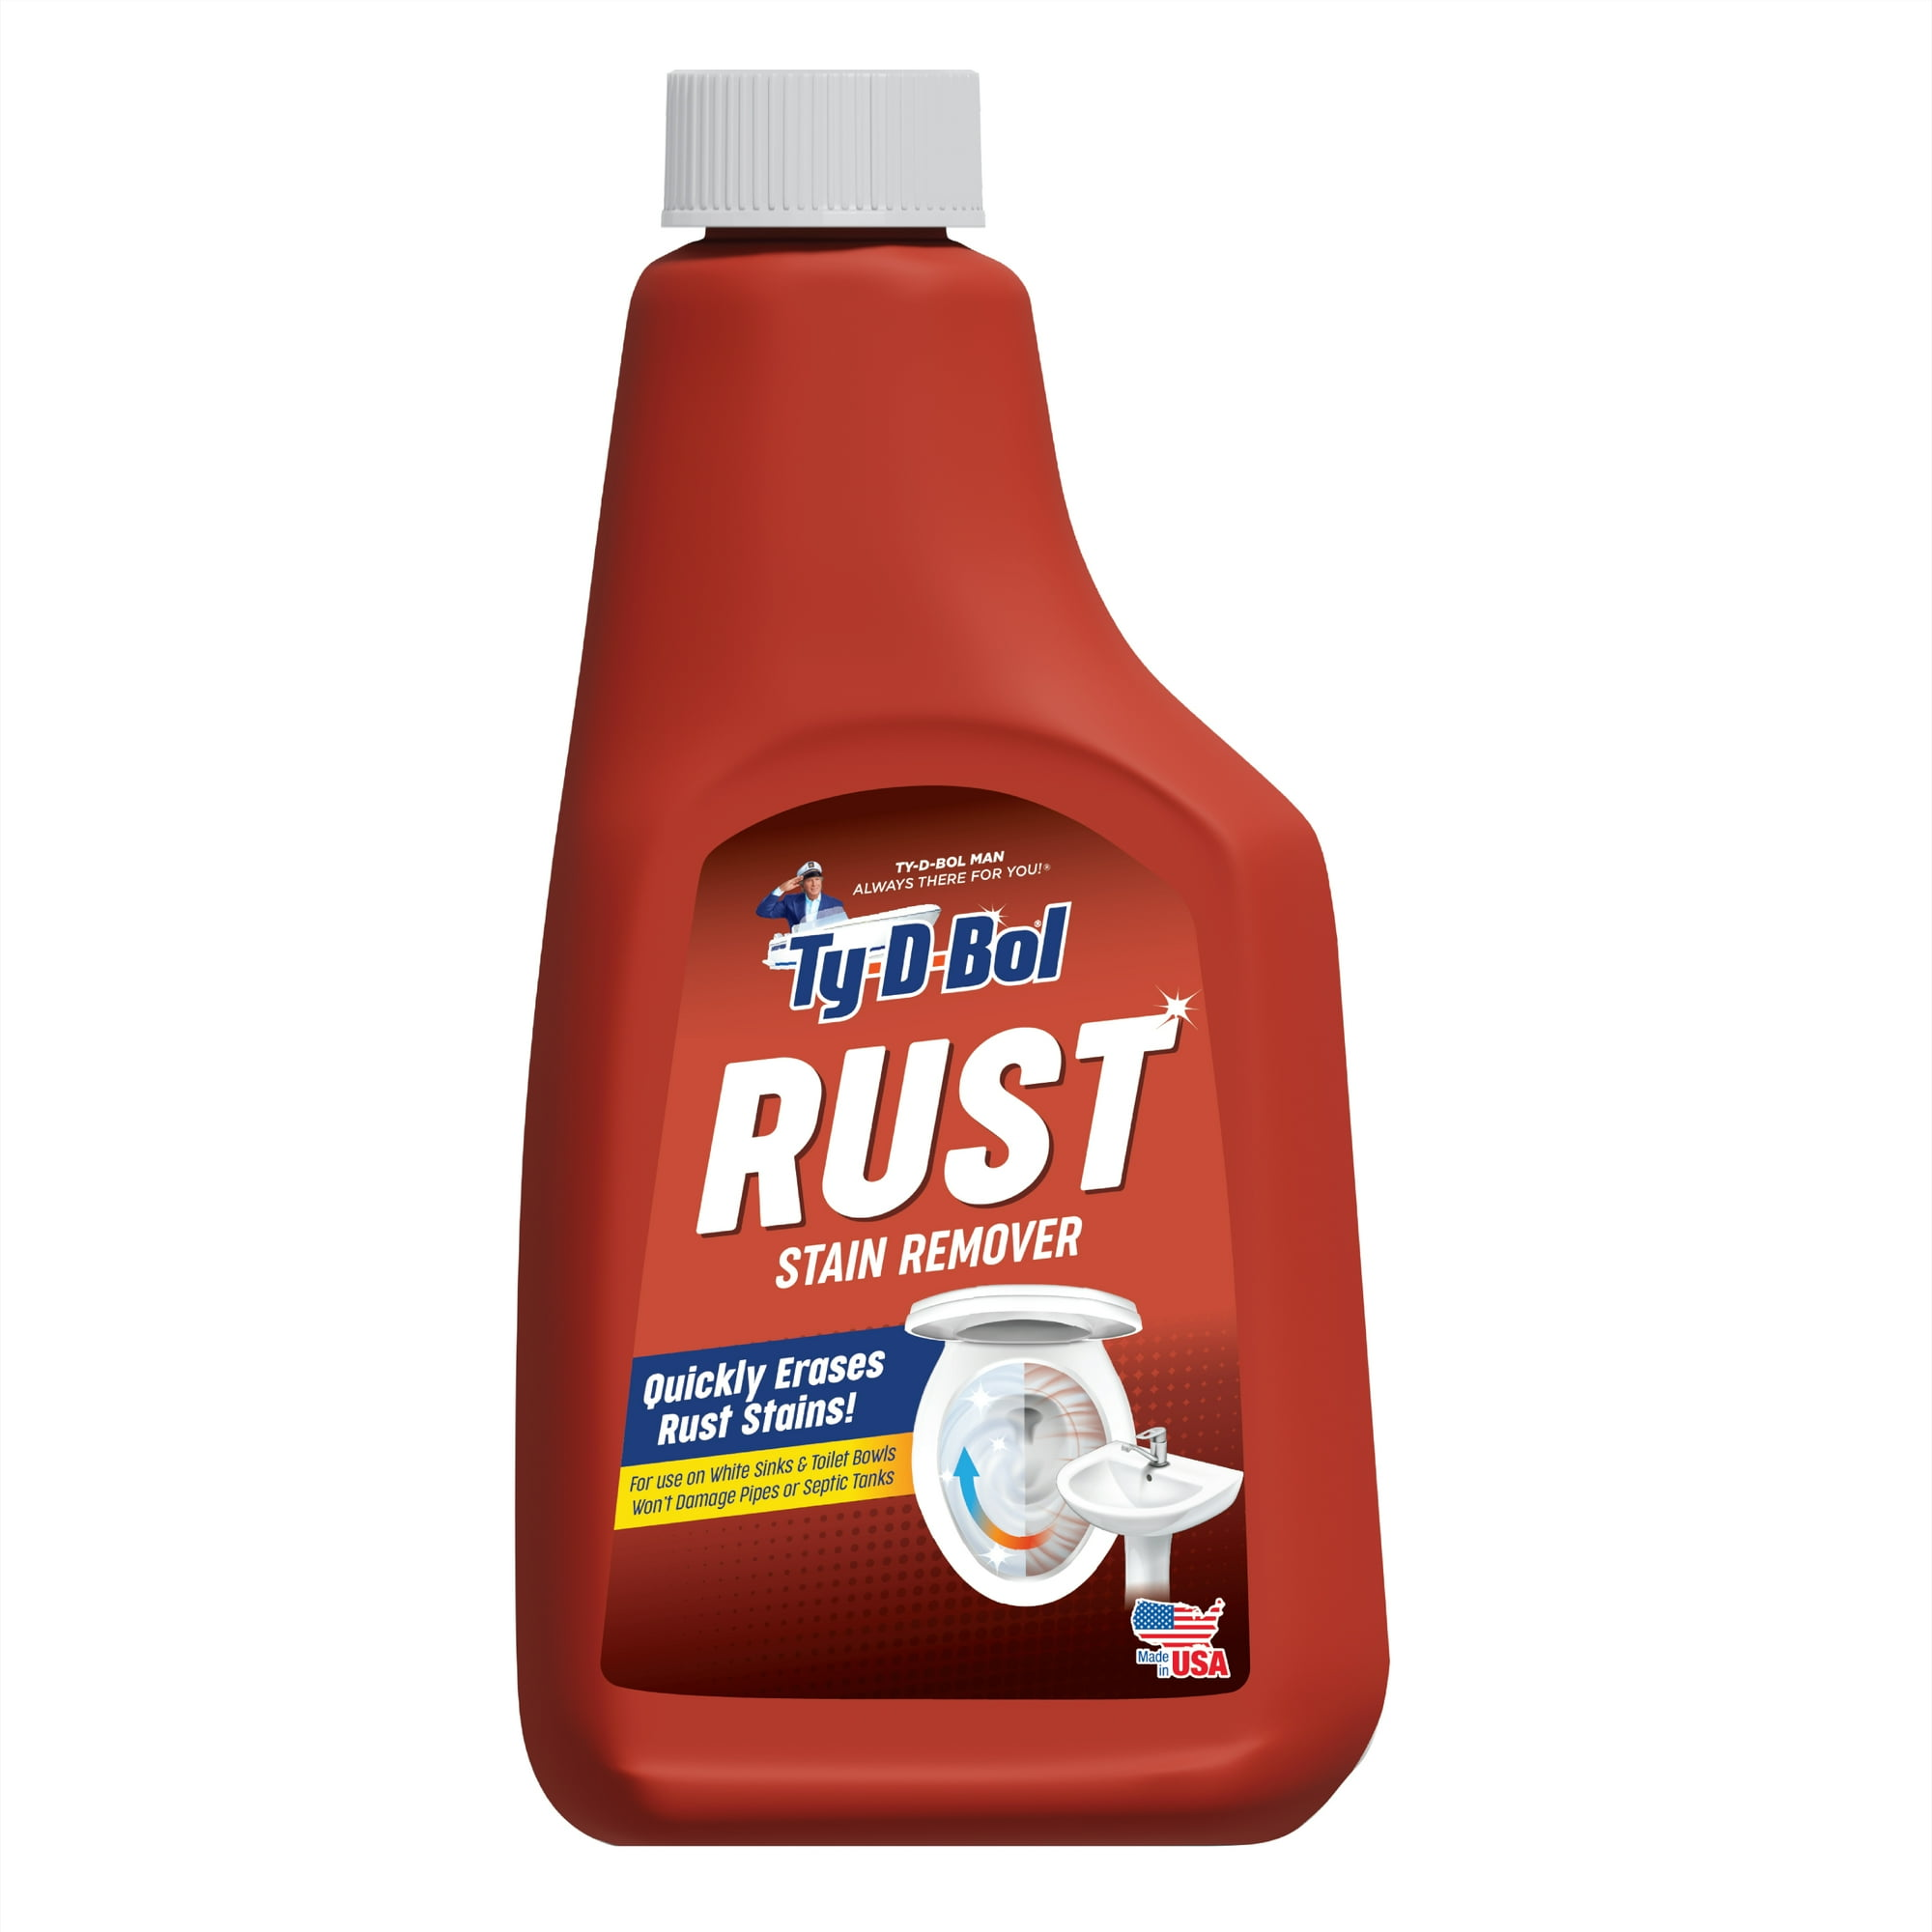 TY-D-BOL MAN
ALWAYS THERE FOR YOU!®
Ty-D-Bol®
RUST
STAIN REMOVER
Quickly Erases
Rust Stains!
For use on White Sinks & Toilet Bowls
Won't Damage Pipes or Septic Tanks
Made
in USA